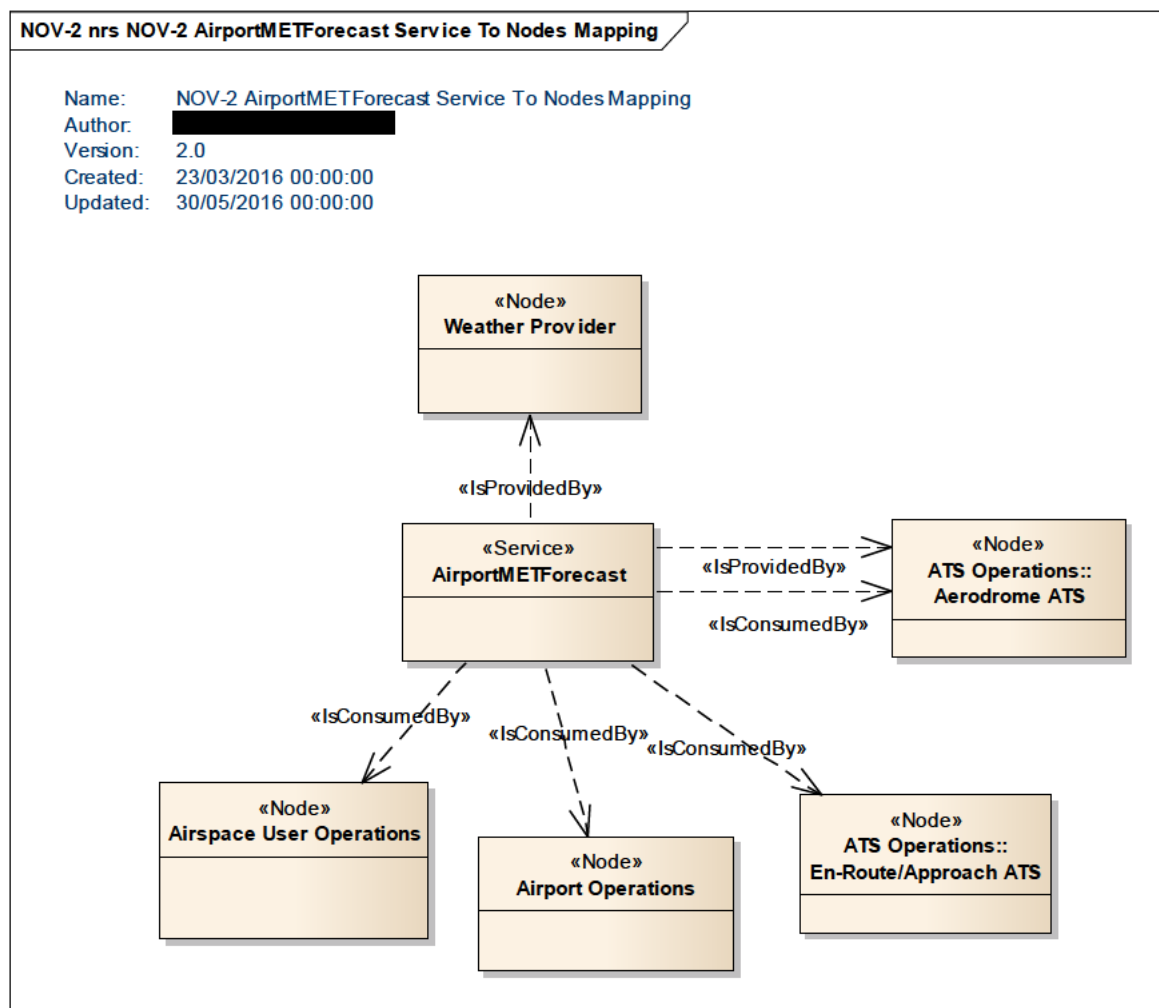 NOV-2 nrs NOV-2 AirportMETForecast Service To Nodes Mapping
Name: NOV-2 AirportMETForecast Service To Nodes Mapping
Author:
Version: 2.0
Created: 23/03/2016 00:00:00
Updated: 30/05/2016 00:00:00
«Node»
Weather Provider
«IsProvidedBy»
«Service»
AirportMETForecast
«IsProvidedBy»
«IsConsumedBy»
«Node»
ATS Operations::
Aerodrome ATS
«IsConsumedBy»
«IsConsumedBy»
«IsConsumedBy»
«Node»
Airspace User Operations
«Node»
Airport Operations
«Node»
ATS Operations::
En-Route/Approach ATS